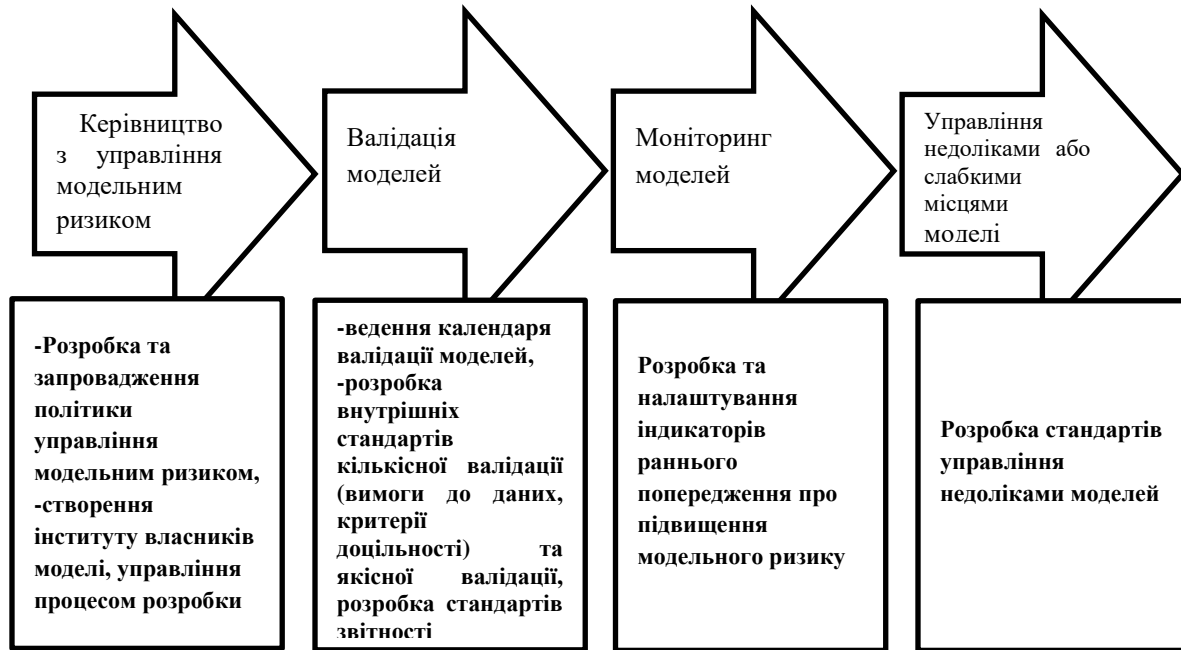 Керівництво
з управління
модельним
ризиком
Валідація
моделей
Моніторинг
моделей
Управління
недоліками або
слабкими
місцями
моделі
-Розробка та
запровадження
політики
управління
модельним ризиком,
-створення
інституту власників
моделі, управління
процесом розробки
-ведення календаря
валідації моделей,
-розробка
внутрішніх
стандартів
кількісної валідації
(вимоги до даних,
критерії
доцільності) та
якісної валідації,
розробка стандартів
звітності
Розробка та
налаштування
індикаторів
раннього
попередження про
підвищення
модельного ризику
Розробка стандартів
управління
недоліками моделей